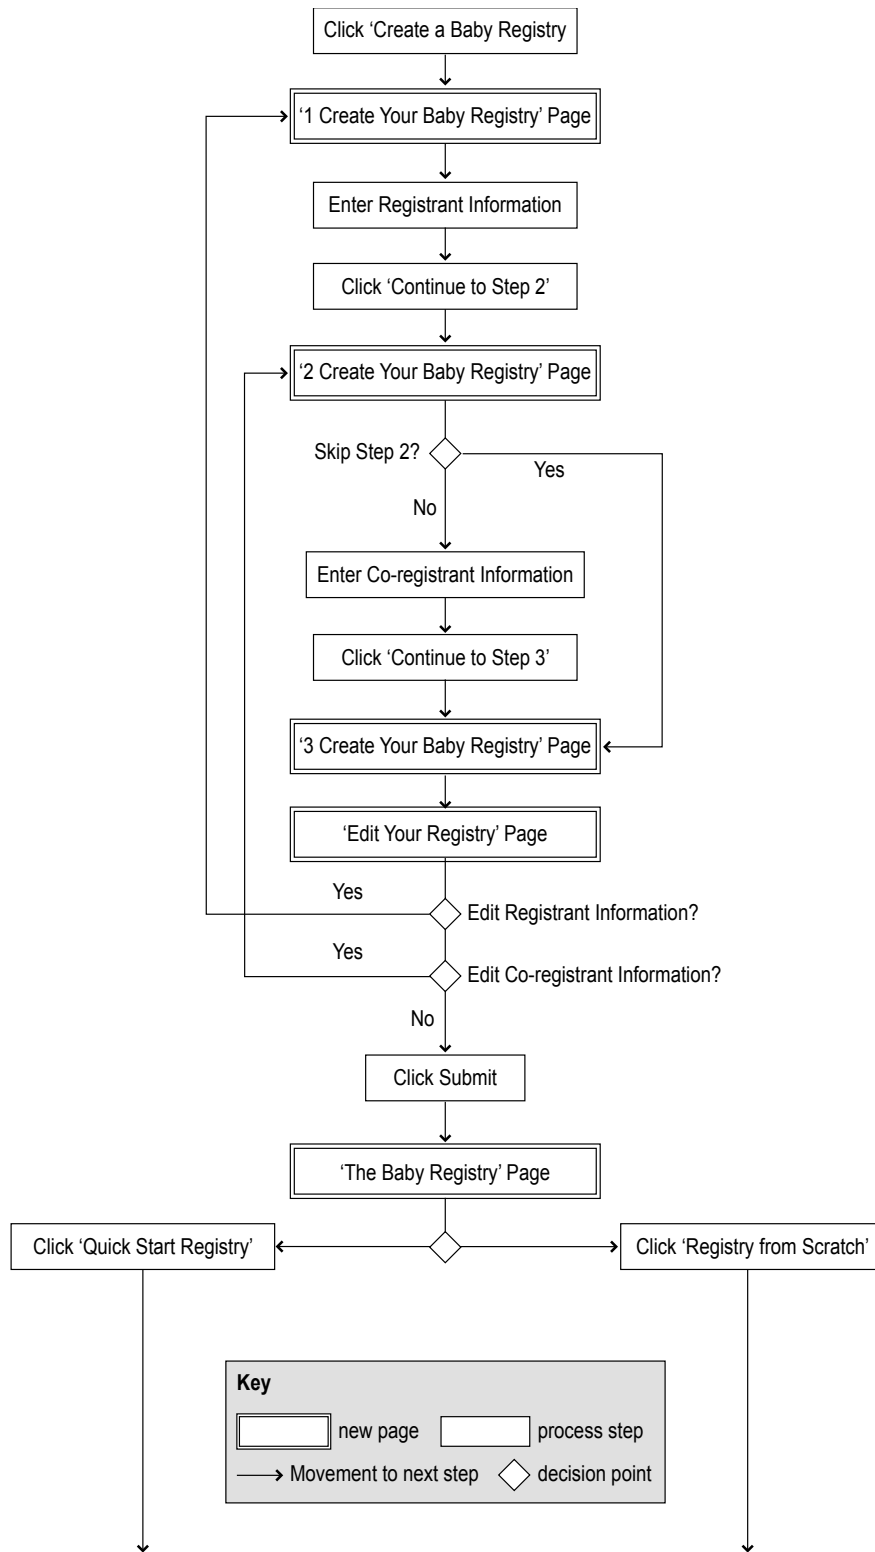 Click ‘Create a Baby Registry
‘1 Create Your Baby Registry’ Page
Enter Registrant Information
Click ‘Continue to Step 2’
‘2 Create Your Baby Registry’ Page
Skip Step 2?
Yes
No
Enter Co-registrant Information
Click ‘Continue to Step 3’
‘3 Create Your Baby Registry’ Page
‘Edit Your Registry’ Page
Yes
Edit Registrant Information?
Yes
Edit Co-registrant Information?
No
Click Submit
‘The Baby Registry’ Page
Click ‘Quick Start Registry’
Click ‘Registry from Scratch’
Key
new page
process step
Movement to next step
decision point